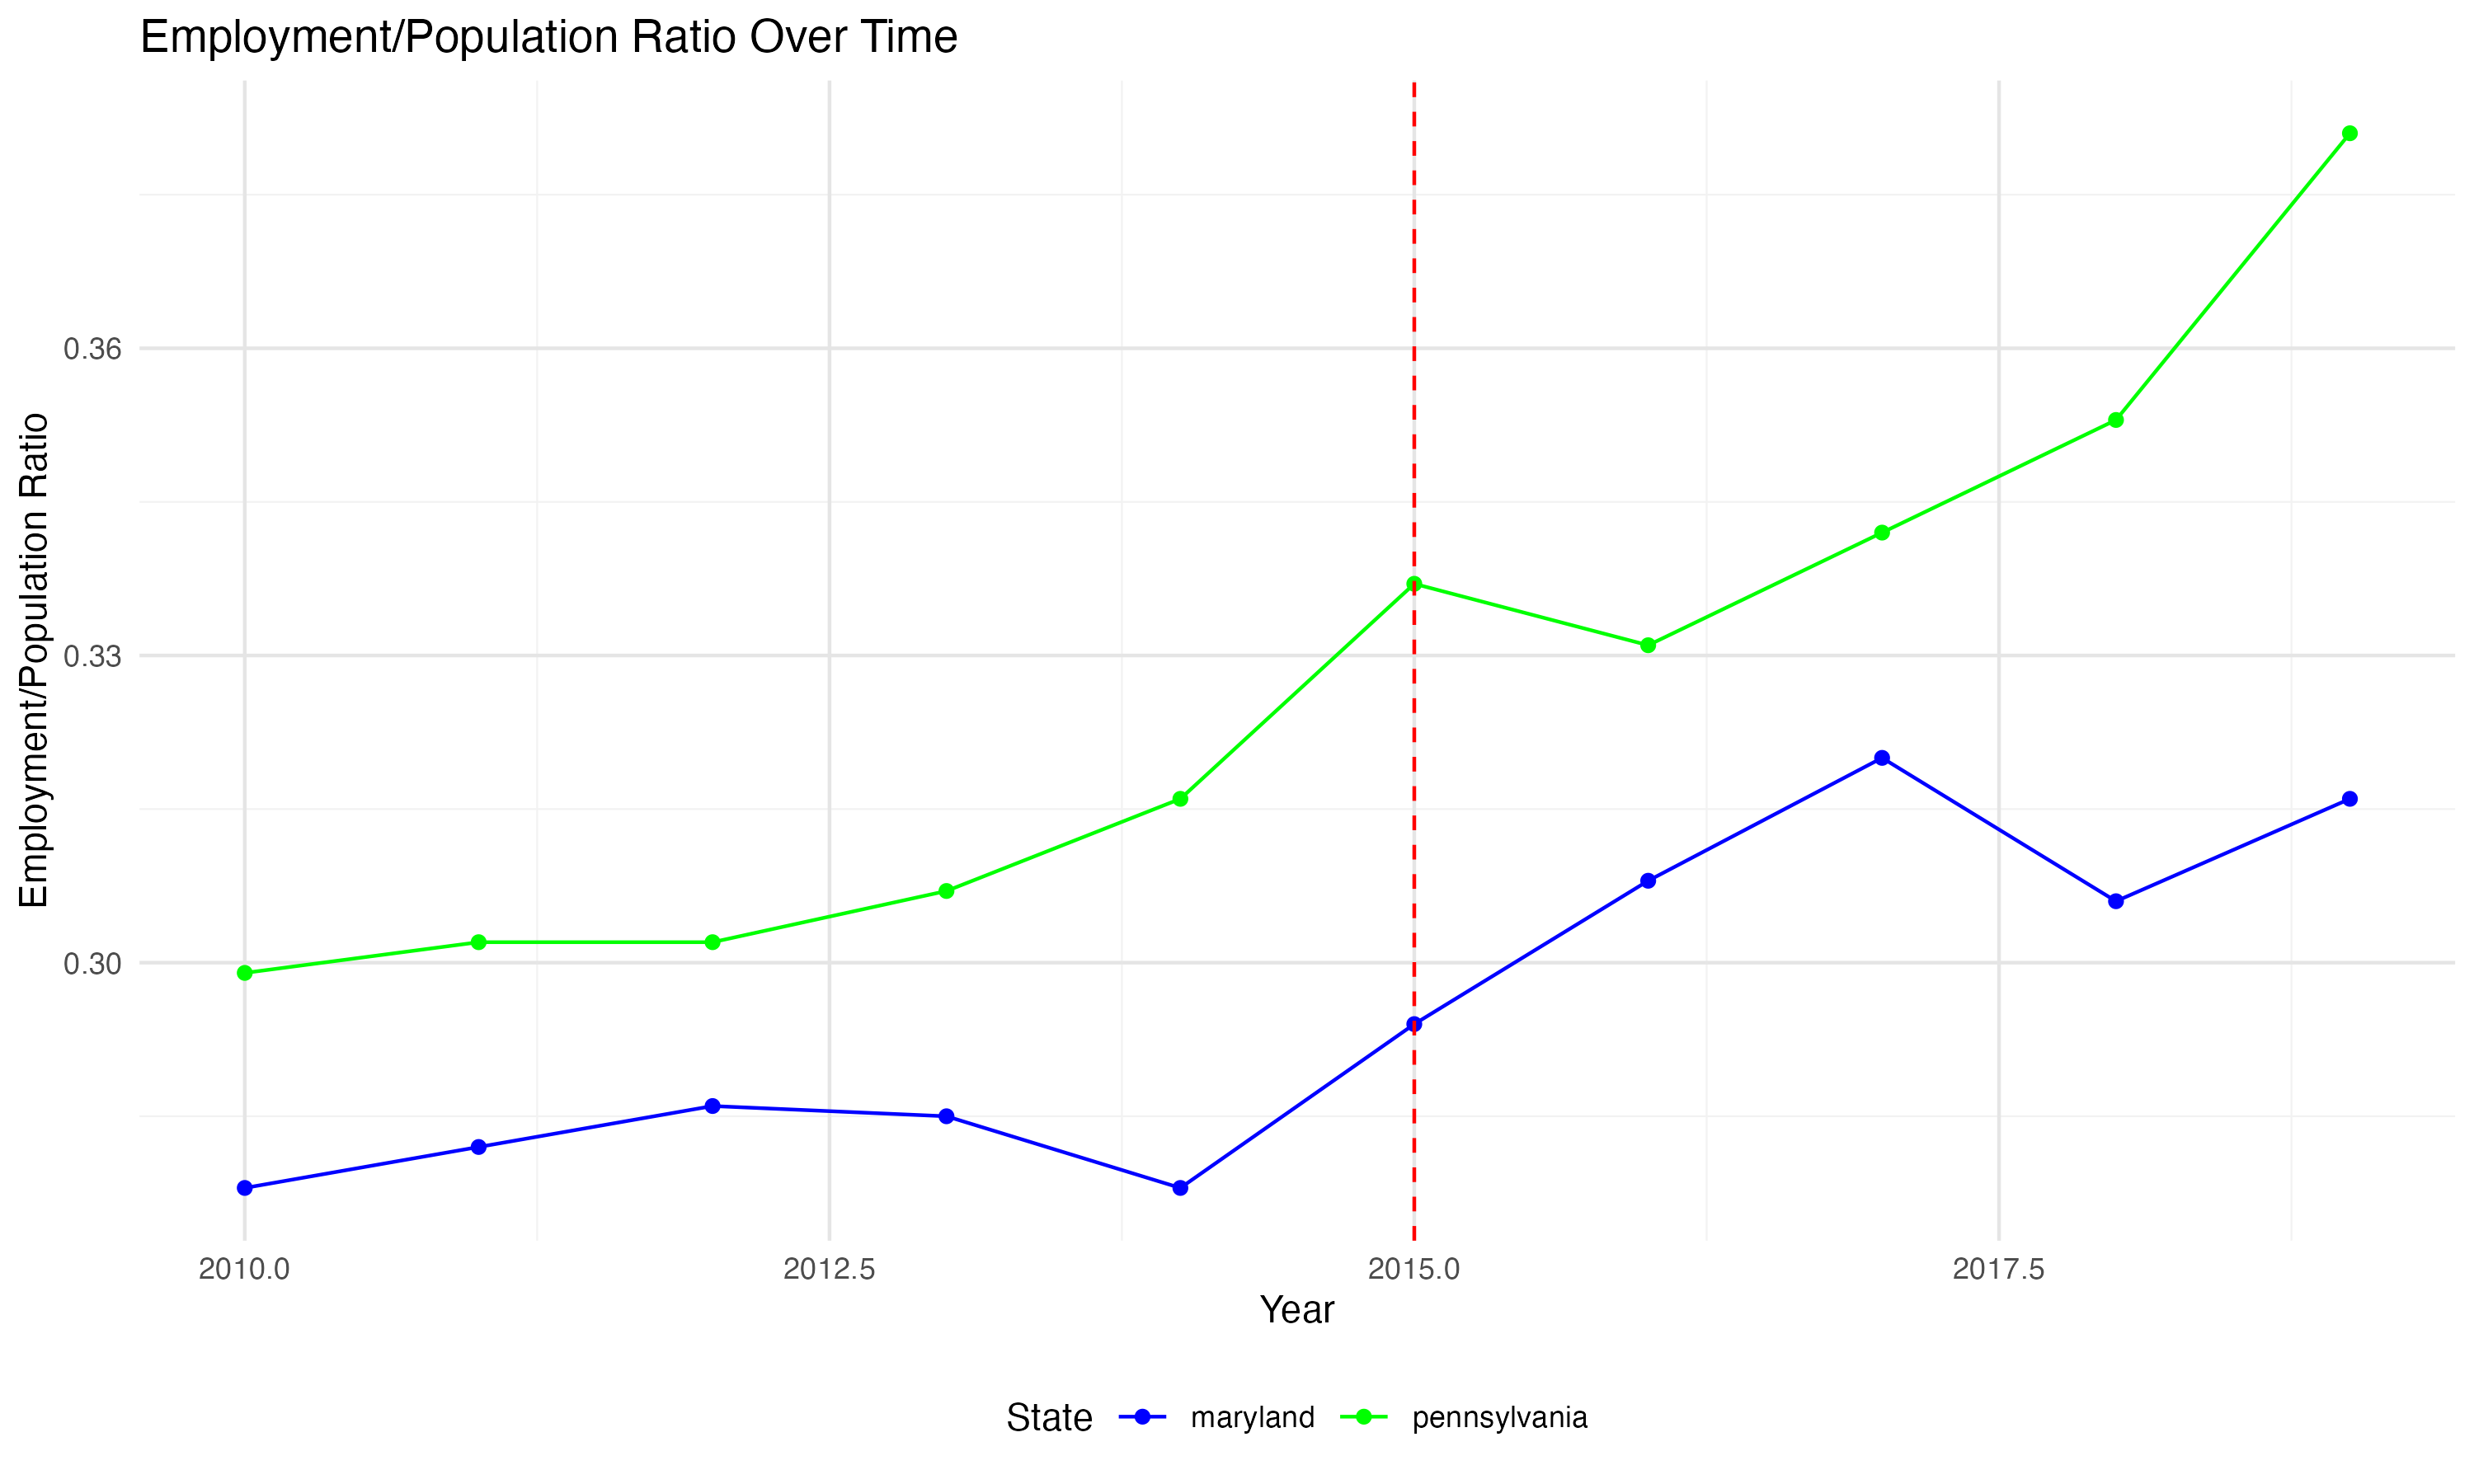 Employment/Population Ratio Over Time
Employment/Population Ratio
0.36
0.33
0.30
2010.0 2012.5 2015.0 2017.5
Year
State maryland pennsylvania